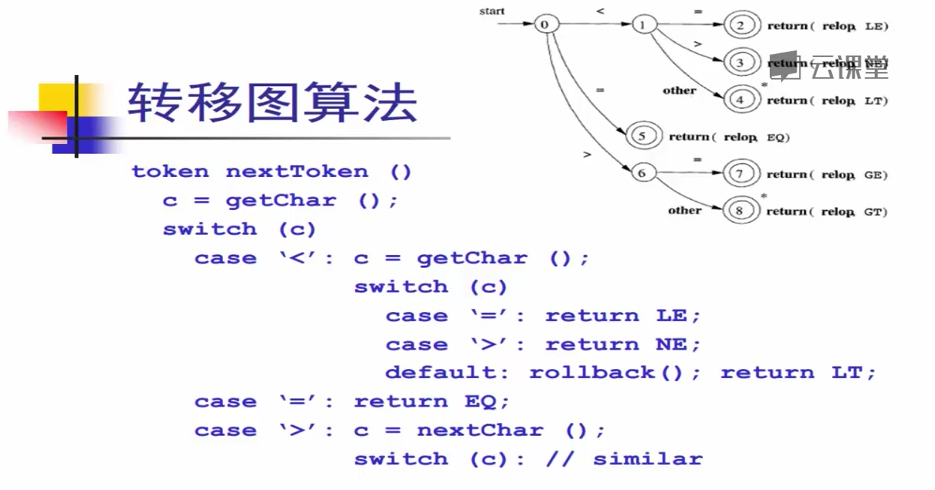 start
<
=
0
1
2
return( relop, LE)
>
3
return( relop, NE)
云课堂
other
4
*
return( relop, LT)
=
5
return( relop, EQ)
>
=
6
7
return( relop, GE)
other
8
*
return( relop, GT)
转移图算法
token nextToken ()
c = getChar ();
switch (c)
case ‘<’: c = getChar ();
switch (c)
case ‘=’: return LE;
case ‘>’: return NE;
default: rollback(); return LT;
case ‘=’: return EQ;
case ‘>’: c = nextChar ();
switch (c): // similar